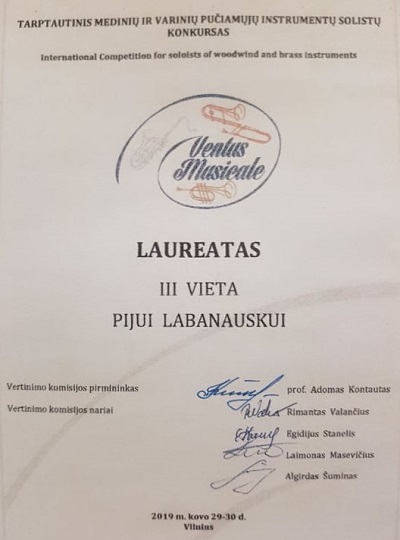 TARPTAUTINIS MEDINIŲ IR VARINIŲ PUČIAMŲJŲ INSTRUMENTŲ SOLISTŲ
KONKURSAS
International Competition for soloists of woodwind and brass instruments
Ventus
Musicale
LAUREATAS
III VIETA
PIJUI LABANAUSKUI
Vertinimo komisijos pirmininkas
prof. Adomas Kontautas
Vertinimo komisijos nariai
Rimantas Valančius
Egidijus Stanelis
Laimonas Masevičius
Algirdas Šuminas
2019 m. kovo 29-30 d.
Vilnius